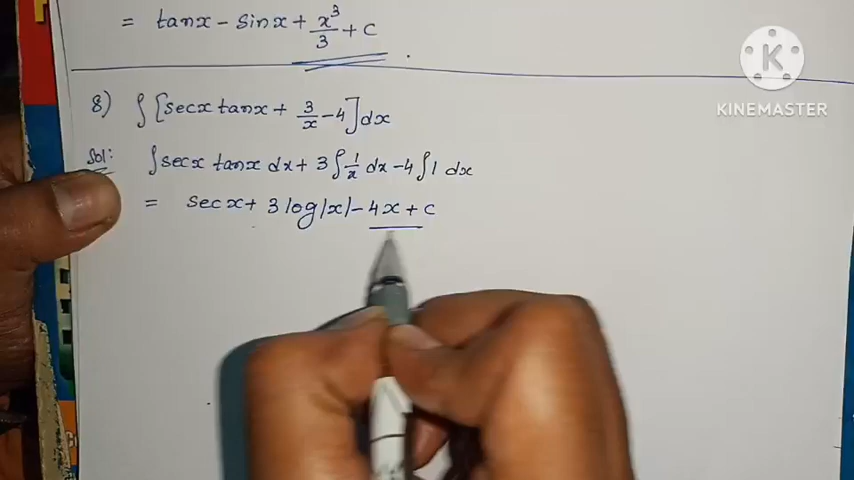 = tanx - sinx + x³/3 + c
8) ∫[secx tanx + 3/x - 4]dx
Sol: ∫secx tanx dx + 3∫1/x dx - 4∫1 dx
= secx + 3 log|x| - 4x + c
K
KINEMASTER